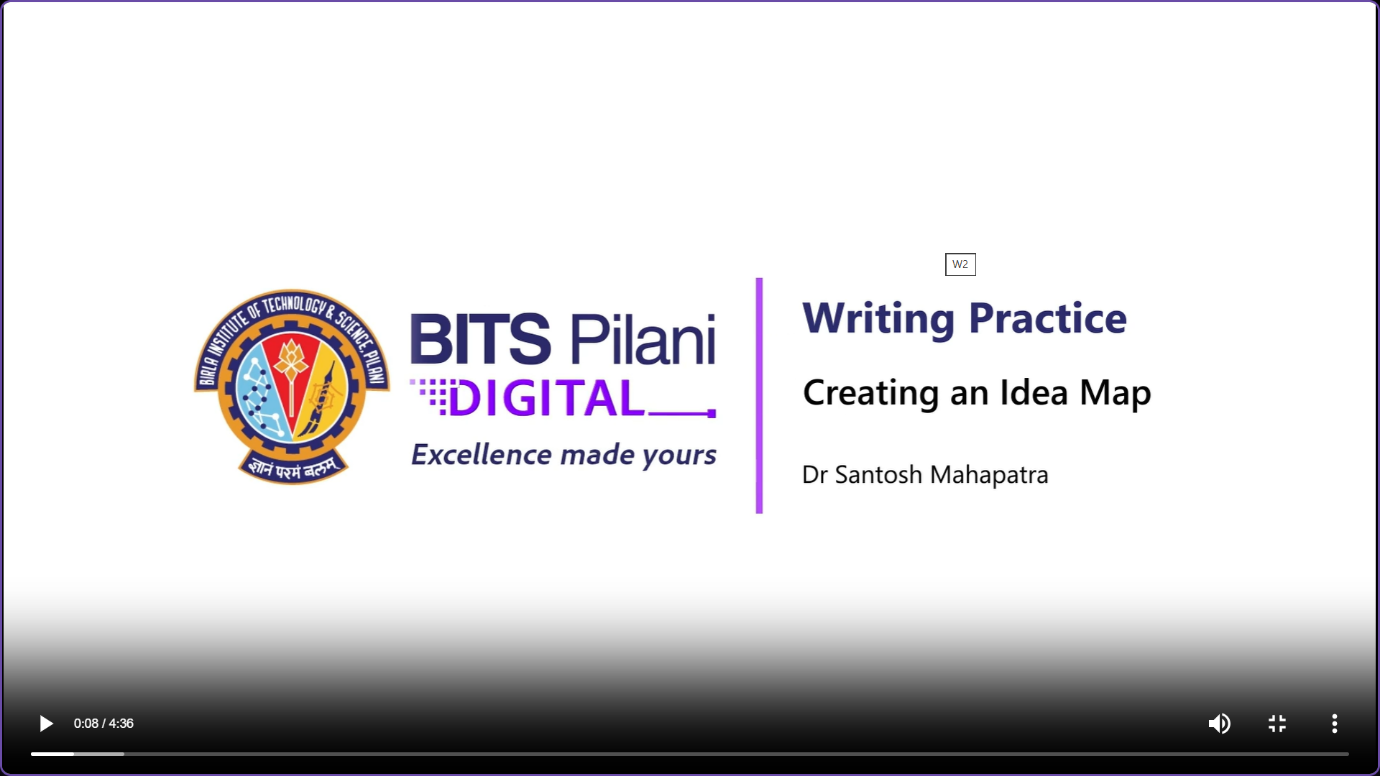 W2
BIRLA INSTITUTE OF TECHNOLOGY & SCIENCE, PILANI
ज्ञानं परमं बलम्
BITS Pilani
DIGITAL
Excellence made yours
Writing Practice
Creating an Idea Map
Dr Santosh Mahapatra
0:08 / 4:36